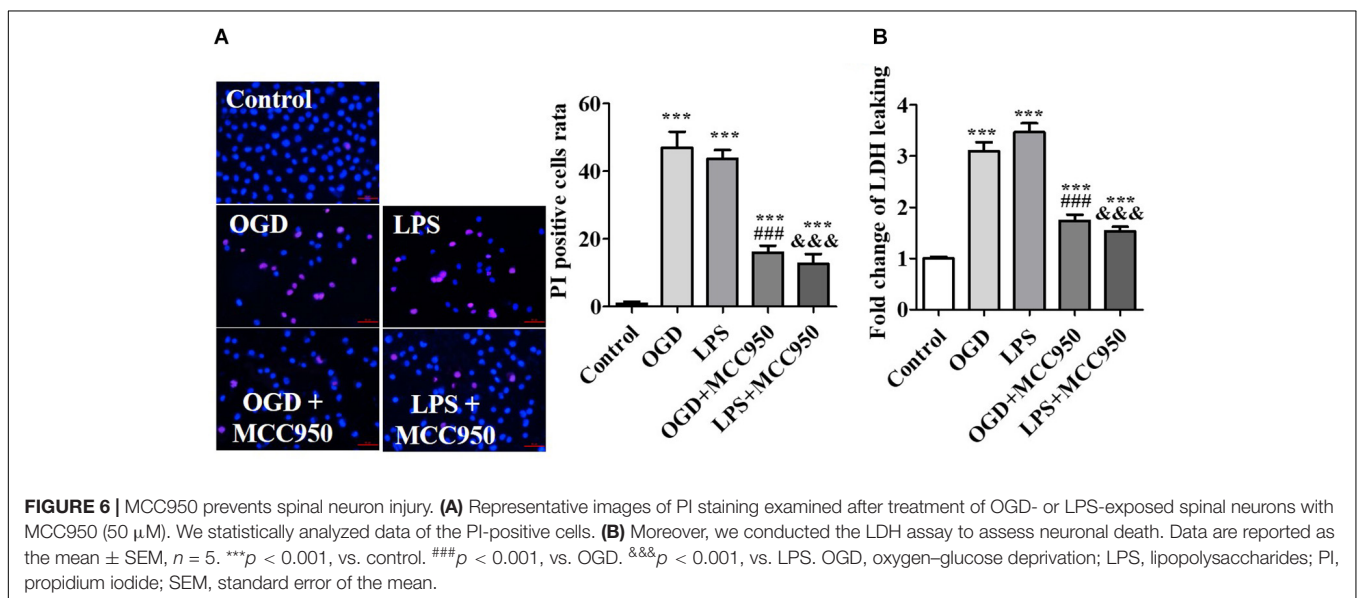 A
Control
OGD
LPS
OGD +
MCC950
LPS +
MCC950
PI positive cells rata
60
40
20
0
***
***
***
###
***
&&&
Control
OGD
LPS
OGD+MCC950
LPS+MCC950
B
Fold change of LDH leaking
4
3
2
1
0
***
***
***
###
***
&&&
Control
OGD
LPS
OGD+MCC950
LPS+MCC950
FIGURE 6 | MCC950 prevents spinal neuron injury. (A) Representative images of PI staining examined after treatment of OGD- or LPS-exposed spinal neurons with
MCC950 (50 μM). We statistically analyzed data of the PI-positive cells. (B) Moreover, we conducted the LDH assay to assess neuronal death. Data are reported as
the mean ± SEM, n = 5. ***p < 0.001, vs. control. ###p < 0.001, vs. OGD. &&&p < 0.001, vs. LPS. OGD, oxygen–glucose deprivation; LPS, lipopolysaccharides; PI,
propidium iodide; SEM, standard error of the mean.